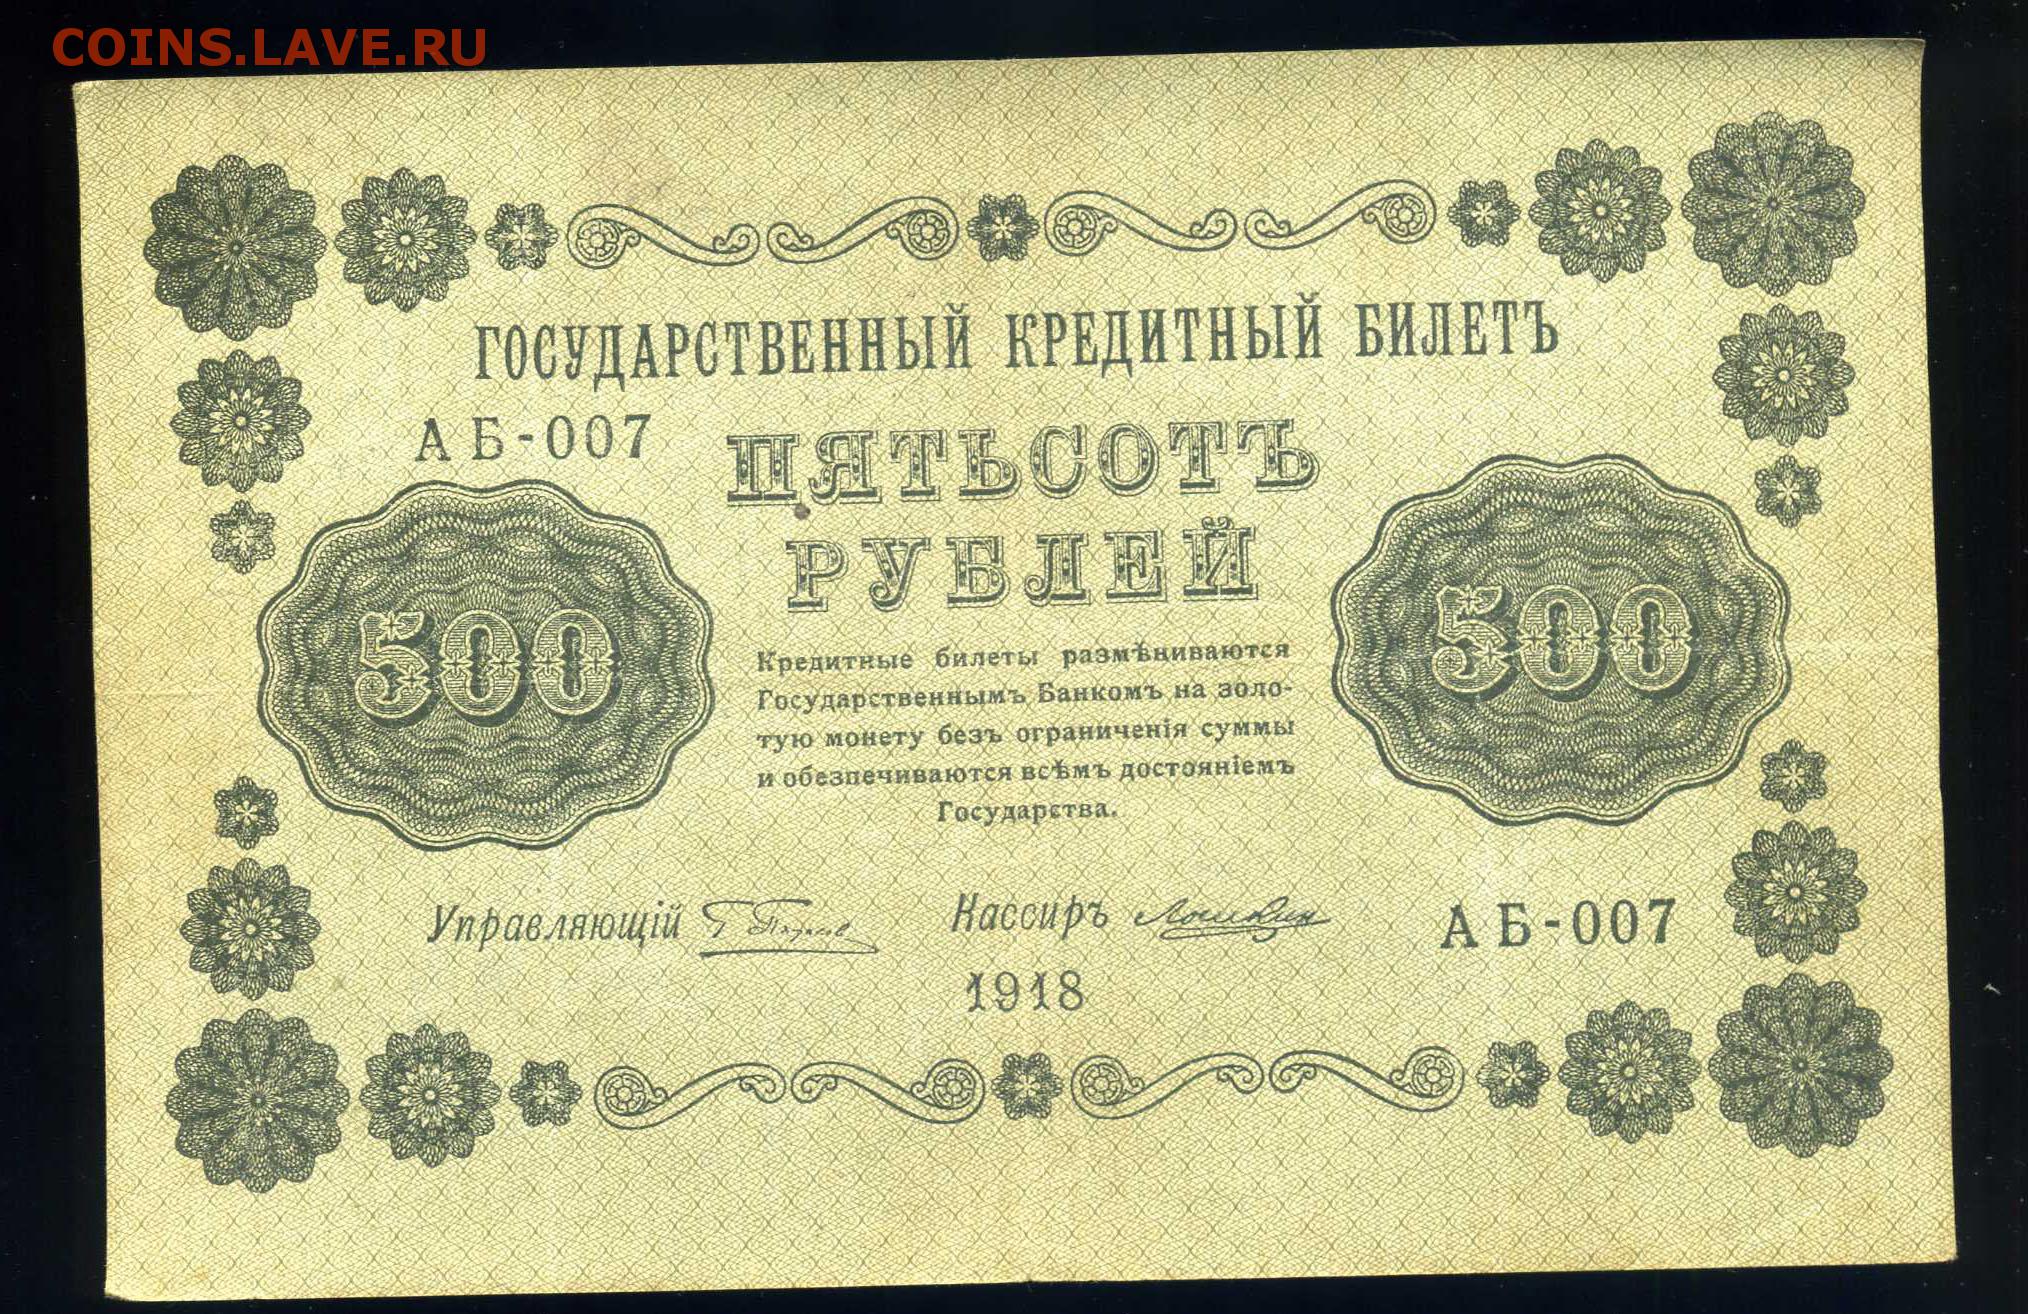 COINS.LAVE.RU
ГОСУДАРСТВЕННЫЙ КРЕДИТНЫЙ БИЛЕТЪ
АБ-007
ПЯТЬСОТЪ
РУБЛЕЙ
500
500
Кредитные билеты размѣниваются
Государственнымъ Банкомъ на золо-
тую монету безъ ограниченія суммы
и обезпечиваются всѣмъ достояніемъ
Государства.
Управляющій Кассиръ
АБ-007
1918